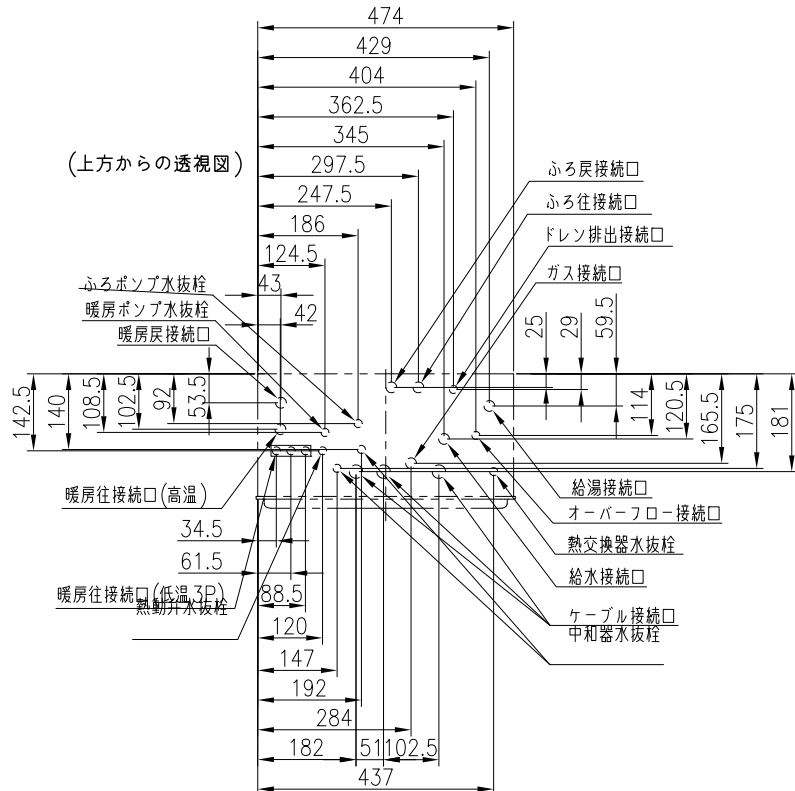 474
429
404
362.5
345
(上方からの透視図)
297.5
ふろ戻接続口
247.5
ふろ往接続口
186
ドレン排出接続口
124.5
ガス接続口
43
ふろポンプ水抜栓
42
暖房ポンプ水抜栓
暖房戻接続口
25
29
59.5
142.5
140
108.5
102.5
92
53.5
114
120.5
165.5
175
181
暖房往接続口(高温)
給湯接続口
オーバーフロー接続口
34.5
熱交換器水抜栓
61.5
給水接続口
暖房往接続口(低温 3P)
88.5
熱動弁水抜栓
ケーブル接続口
120
中和器水抜栓
147
192
284
182
51
102.5
437